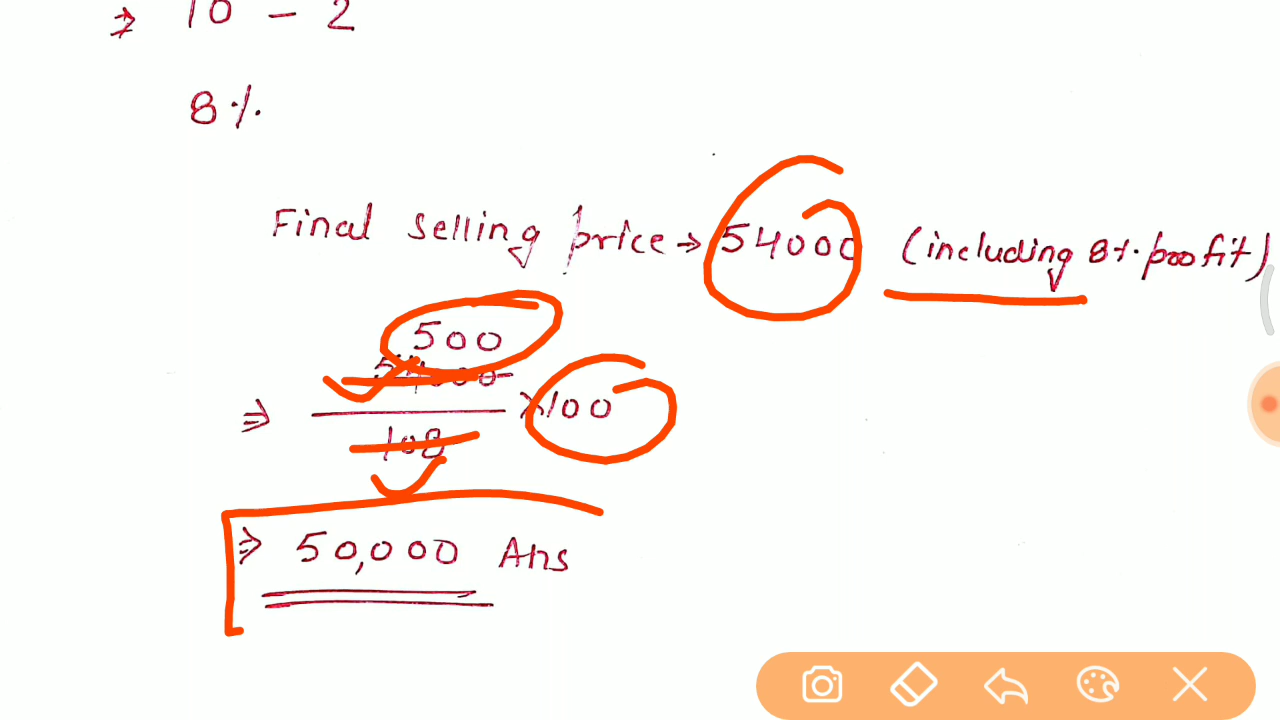 ⇒ 10 - 2
8%
Final selling price → 54000 (including 8% profit)
500
⇒ 54000 / 108 × 100
⇒ 50,000 Ans